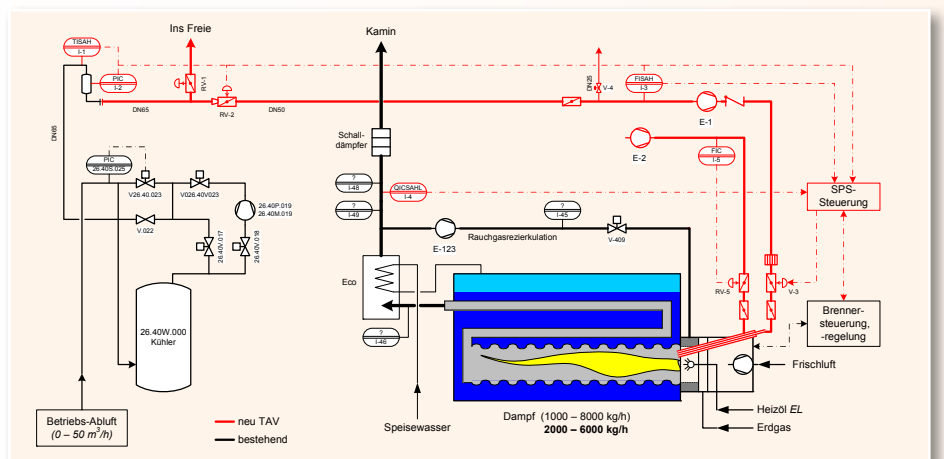 Ins Freie
Kamin
TISAH
I-1
PIC
I-2
RV-1
DN65
RV-2
DN50
DN25
V-4
FISAH
I-3
E-1
DN65
E-2
FIC
I-5
Schall-
dämpfer
PIC
26.40S.025
V26.40.023
V026.40V023
26.40P.019
26.40M.019
V.022
26.40V.017
26.40V.018
?
I-48
QICSAHL
I-4
?
I-49
?
I-45
E-123
Rauchgasrezierkulation
V-409
SPS-
Steuerung
Eco
RV-5
V-3
26.40W.000
Kühler
?
I-46
Brenner-
steuerung,
-regelung
Frischluft
Betriebs-Abluft
(0 – 50 m³/h)
neu TAV
bestehend
Speisewasser
Dampf (1000 – 8000 kg/h)
2000 – 6000 kg/h
Heizöl EL
Erdgas